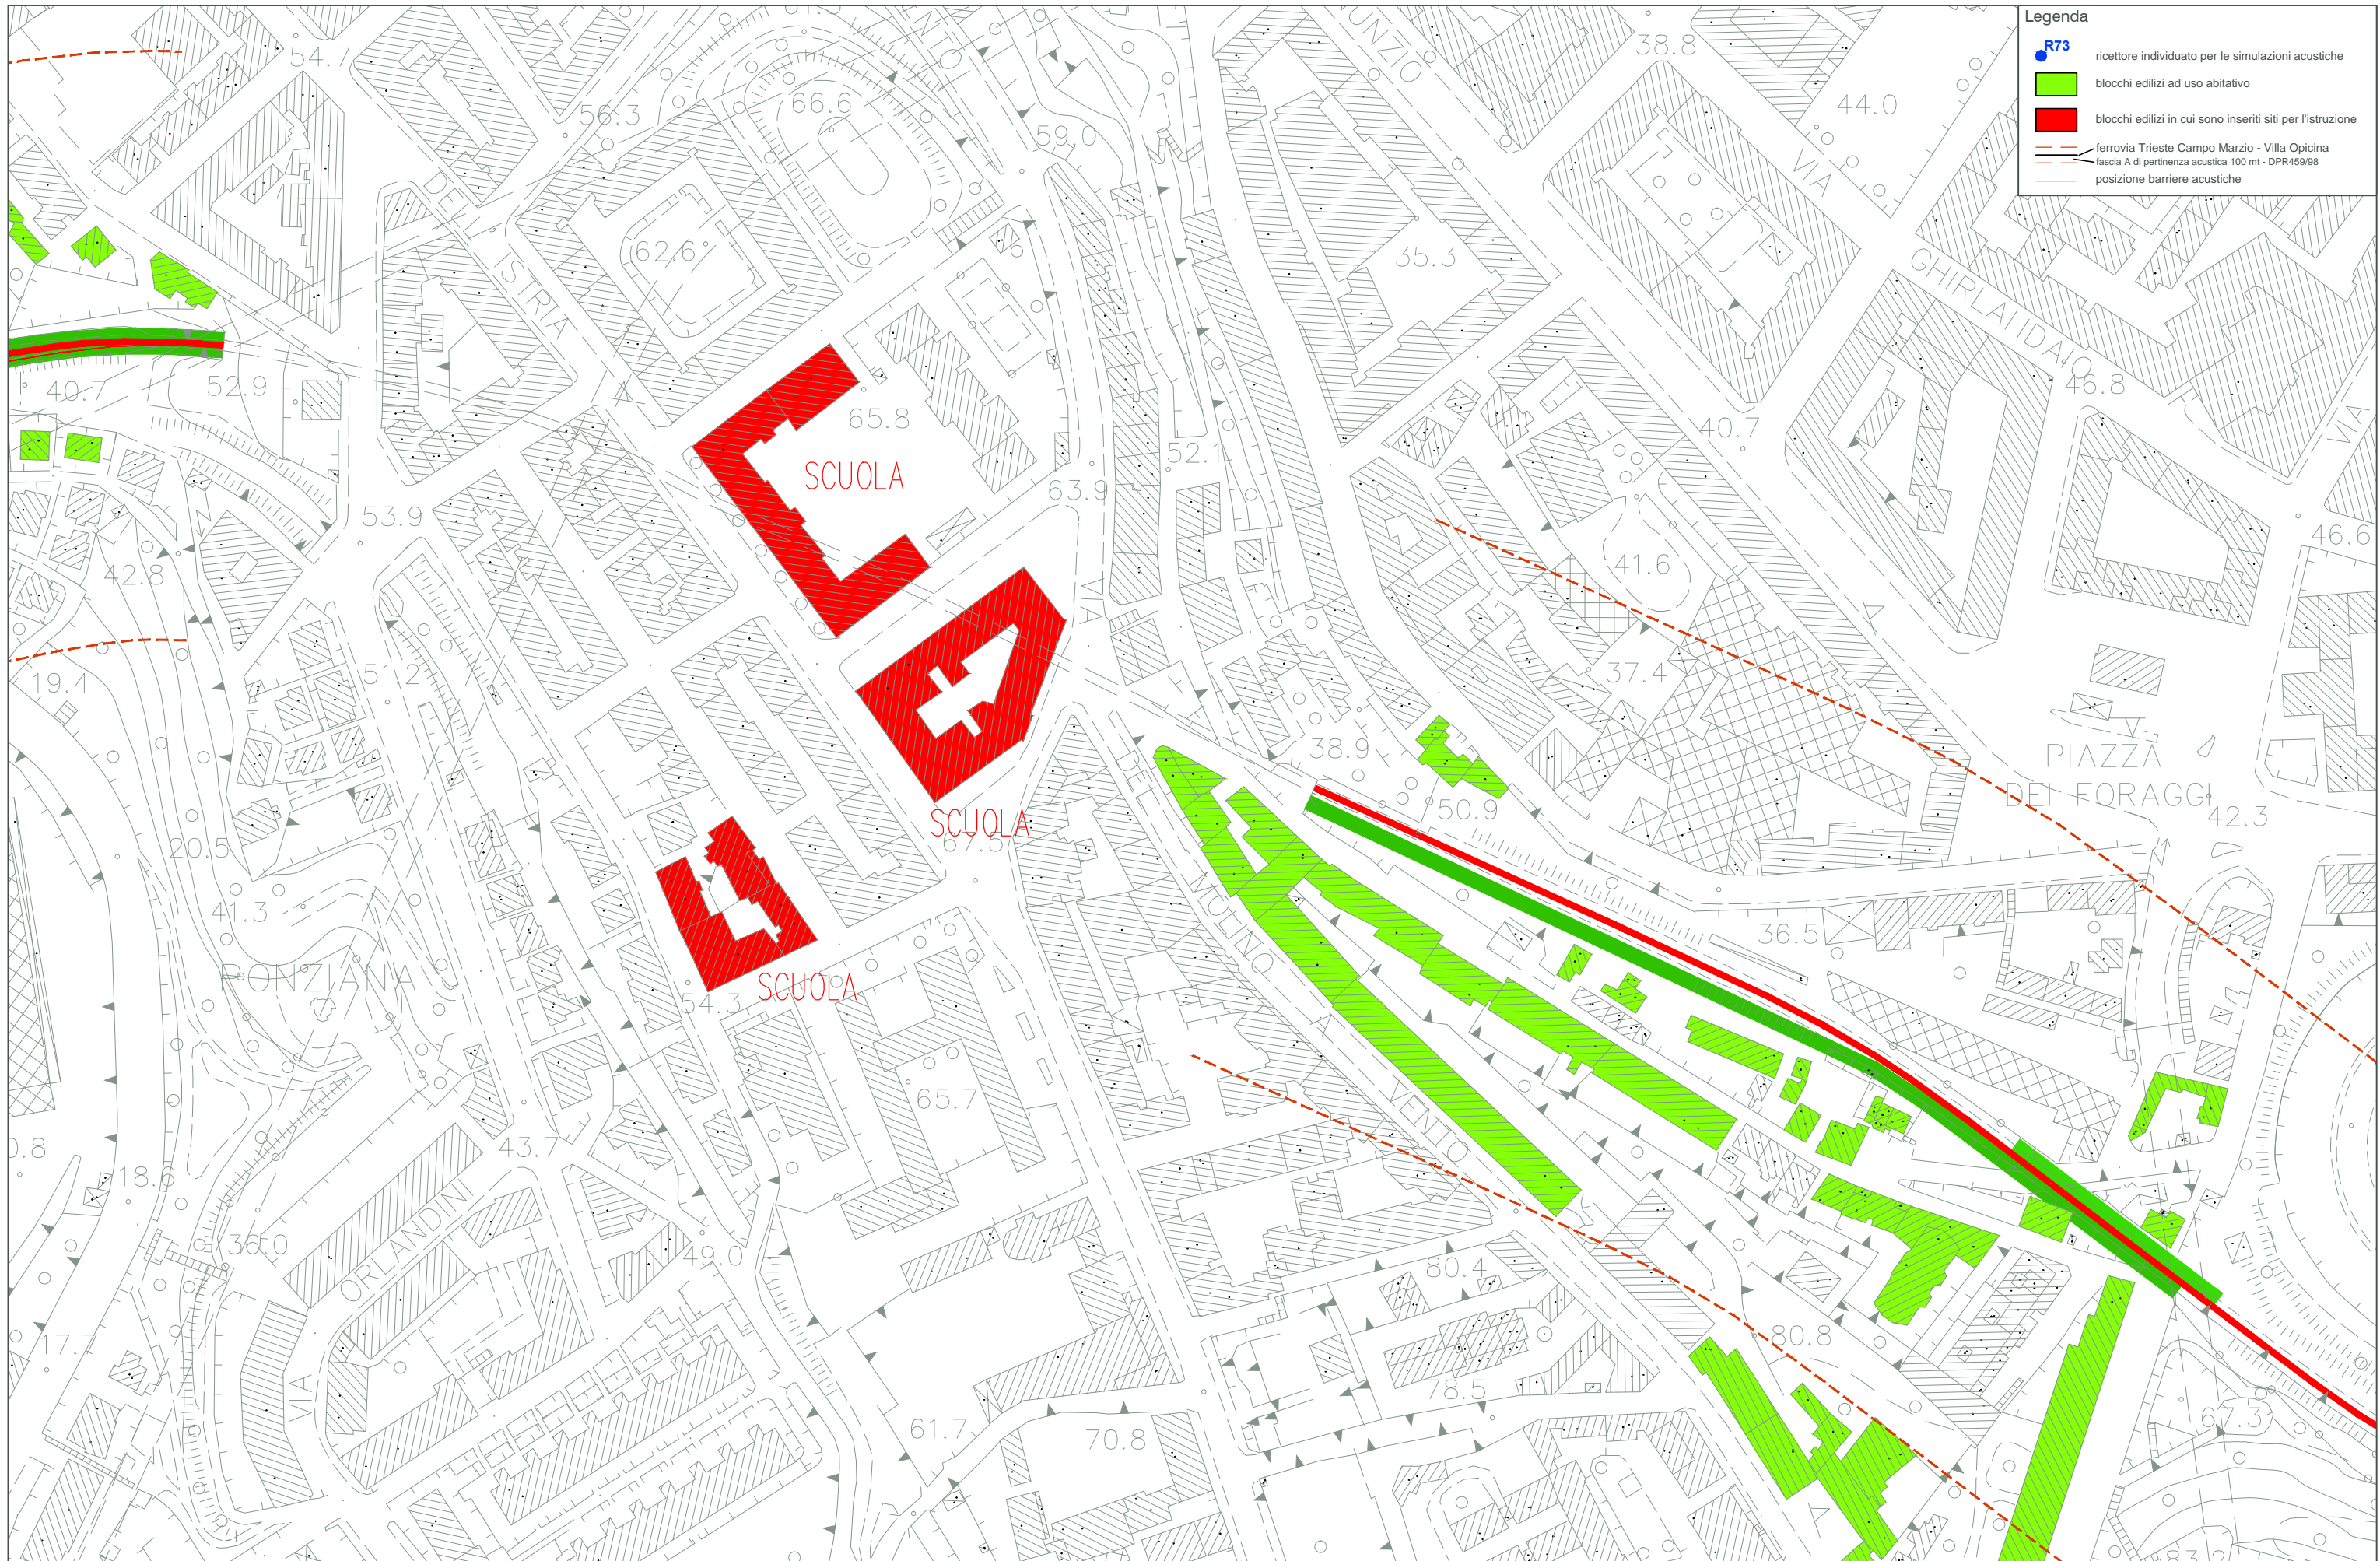 Legenda
R73
ricettore individuato per le simulazioni acustiche
blocchi edilizi ad uso abitativo
blocchi edilizi in cui sono inseriti siti per l'istruzione
ferrovia Trieste Campo Marzio - Villa Opicina
fascia A di pertinenza acustica 100 mt - DPR459/98
posizione barriere acustiche
54.7
56.3
66.6
59.0
38.8
44.0
VIA
GHIRLANDAIO
35.3
62.6
DEL
ISTRIA
40.7
52.9
65.8
SCUOLA
52.1
40.7
46.8
53.9
63.9
46.6
42.8
41.6
VIA
19.4
51.2
37.4
38.9
PIAZZA
DEI FORAGGI
50.9
42.3
SCUOLA
67.5
20.5
41.3
MOLINO
36.5
PONZIANA
54.3
SCUOLA
65.7
VENTO
43.7
18.6
36.0
ORLANDINI
49.0
80.4
17.7
80.8
78.5
VIA
61.7
70.8
67.3
83.2